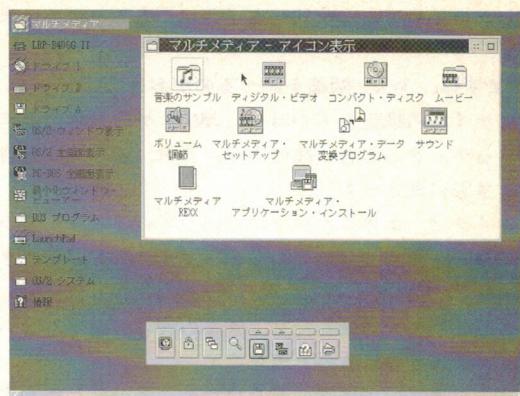 マルチメディア
LBP-B406G II
ドライブ A
OS/2 ウィンドウ表示
OS/2 全画面表示
PC-DOS 全画面表示
最小化ウィンドウ・
ビューアー
DOS プログラム
LaunchPad
テンプレート
OS/2 システム
情報
マルチメディア - アイコン表示
音楽のサンプル
ディジタル・ビデオ
コンパクト・ディスク
ムービー
ボリューム
調節
マルチメディア・
セットアップ
マルチメディア・データ
変換プログラム
サウンド
マルチメディア
REXX
マルチメディア・
アプリケーション・インストール